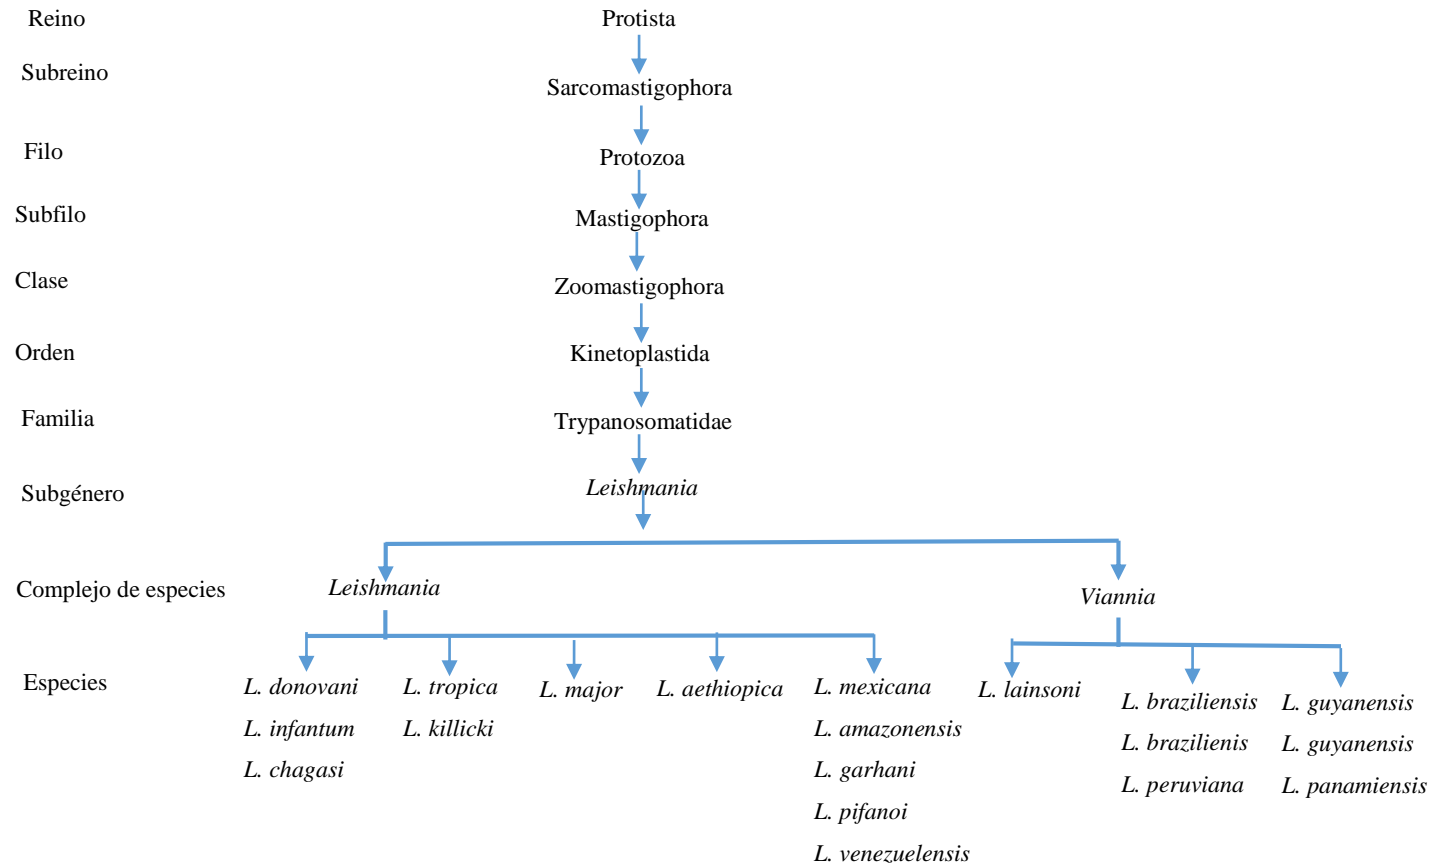 Reino Protista
Subreino Sarcomastigophora
Filo Protozoa
Subfilo Mastigophora
Clase Zoomastigophora
Orden Kinetoplastida
Familia Trypanosomatidae
Subgénero Leishmania
Complejo de especies Leishmania Viannia
Especies L. donovani L. tropica L. major L. aethiopica L. mexicana L. lainsoni L. braziliensis L. guyanensis
L. infantum L. killicki L. amazonensis L. brazilienis L. guyanensis
L. chagasi L. garhani L. peruviana L. panamiensis
L. pifanoi
L. venezuelensis